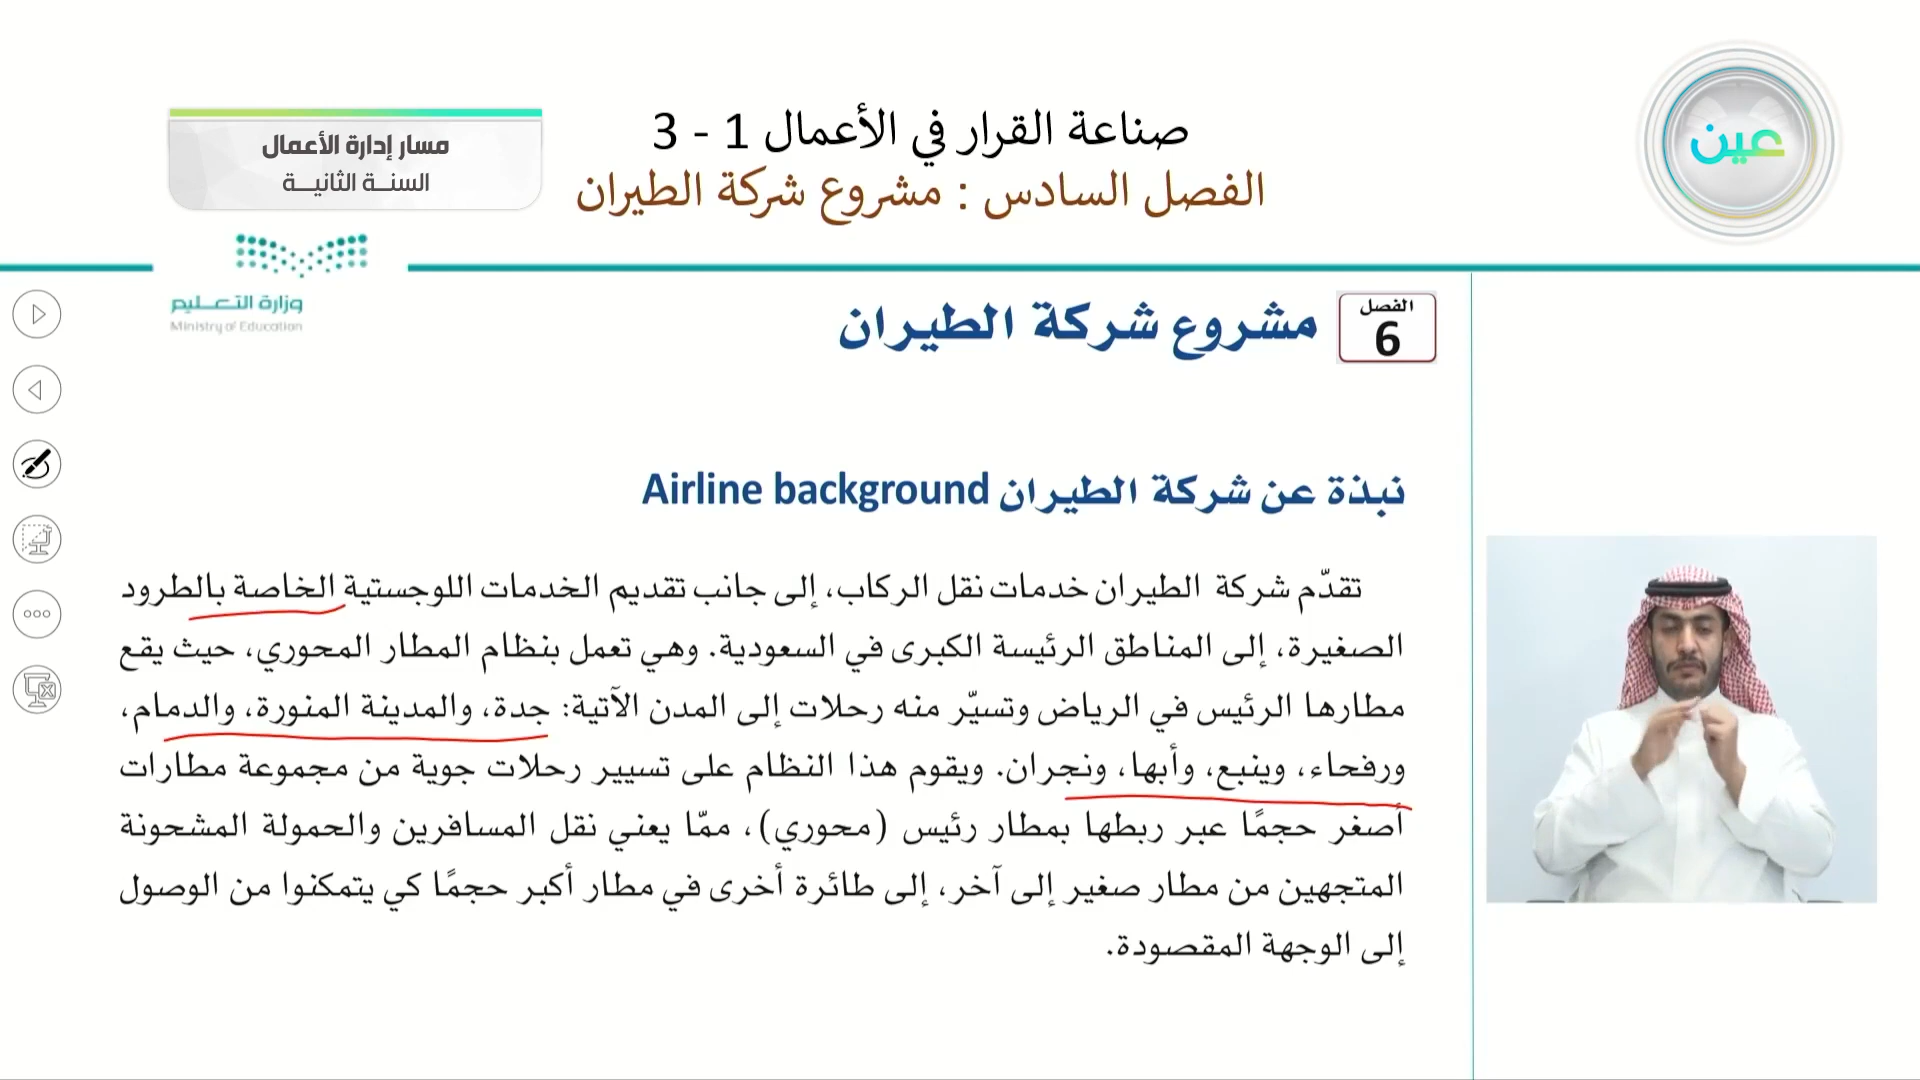 صناعة القرار في الأعمال 1 - 3
الفصل السادس : مشروع شركة الطيران
عين
مسار إدارة الأعمال
السنة الثانية
وزارة التعليم
Ministry of Education
الفصل
6
مشروع شركة الطيران
نبذة عن شركة الطيران Airline background
تقدّم شركة الطيران خدمات نقل الركاب، إلى جانب تقديم الخدمات اللوجستية الخاصة بالطرود
الصغيرة، إلى المناطق الرئيسة الكبرى في السعودية. وهي تعمل بنظام المطار المحوري، حيث يقع
مطارها الرئيس في الرياض وتسيّر منه رحلات إلى المدن الآتية: جدة، والمدينة المنورة، والدمام،
ورفحاء، وينبع، وأبها، ونجران. ويقوم هذا النظام على تسيير رحلات جوية من مجموعة مطارات
أصغر حجمًا عبر ربطها بمطار رئيس (محوري)، ممّا يعني نقل المسافرين والحمولة المشحونة
المتجهين من مطار صغير إلى آخر، إلى طائرة أخرى في مطار أكبر حجمًا كي يتمكنوا من الوصول
إلى الوجهة المقصودة.